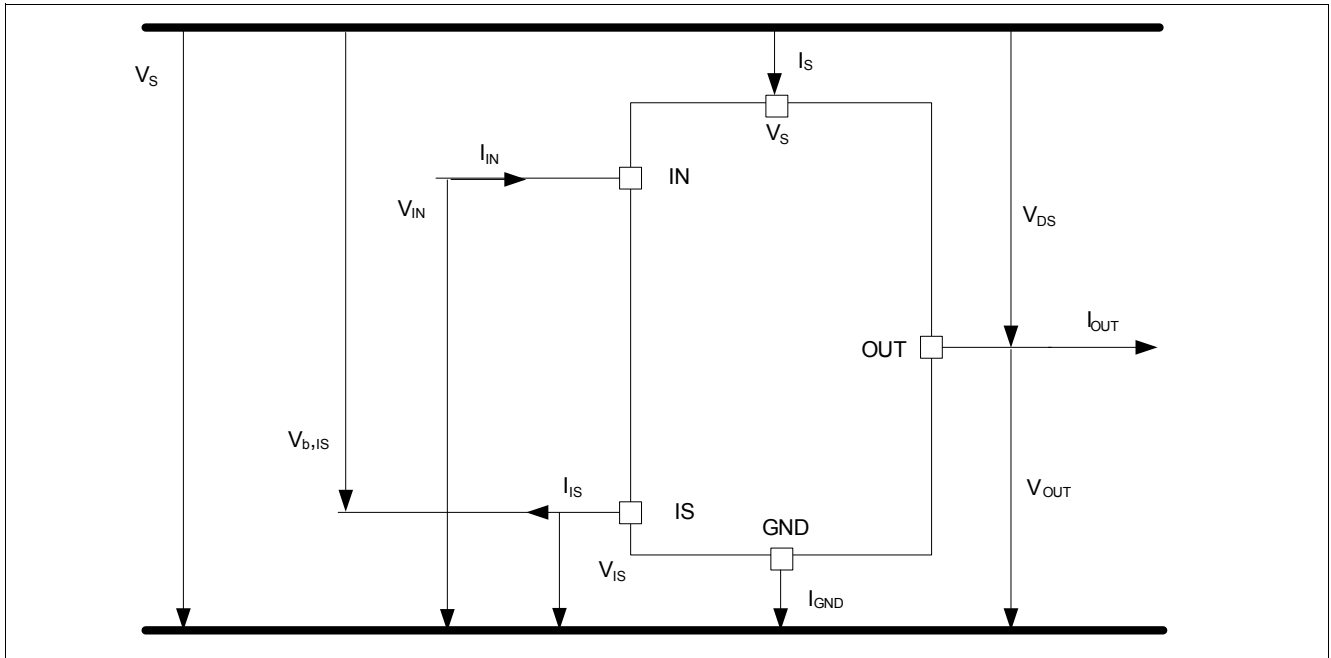 I_S
V_S
V_S
I_IN
IN
V_IN
V_DS
I_OUT
OUT
V_b,IS
I_IS
V_OUT
IS
GND
V_IS
I_GND